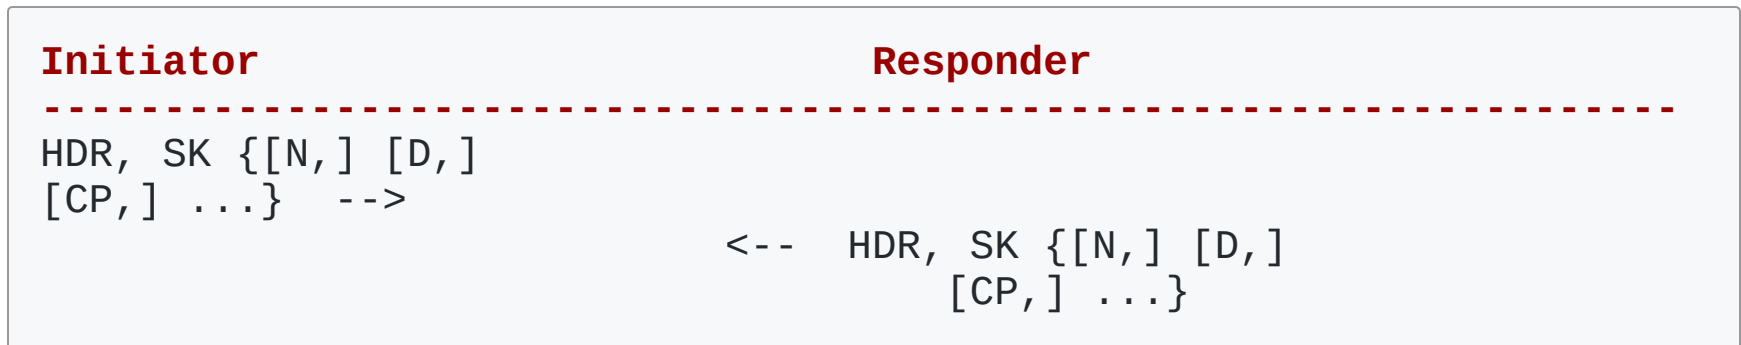 Initiator                         Responder
-------------------------------------------------------------------
HDR, SK {[N,] [D,]
[CP,] ...}  -->
                            <--  HDR, SK {[N,] [D,]
                                     [CP,] ...}